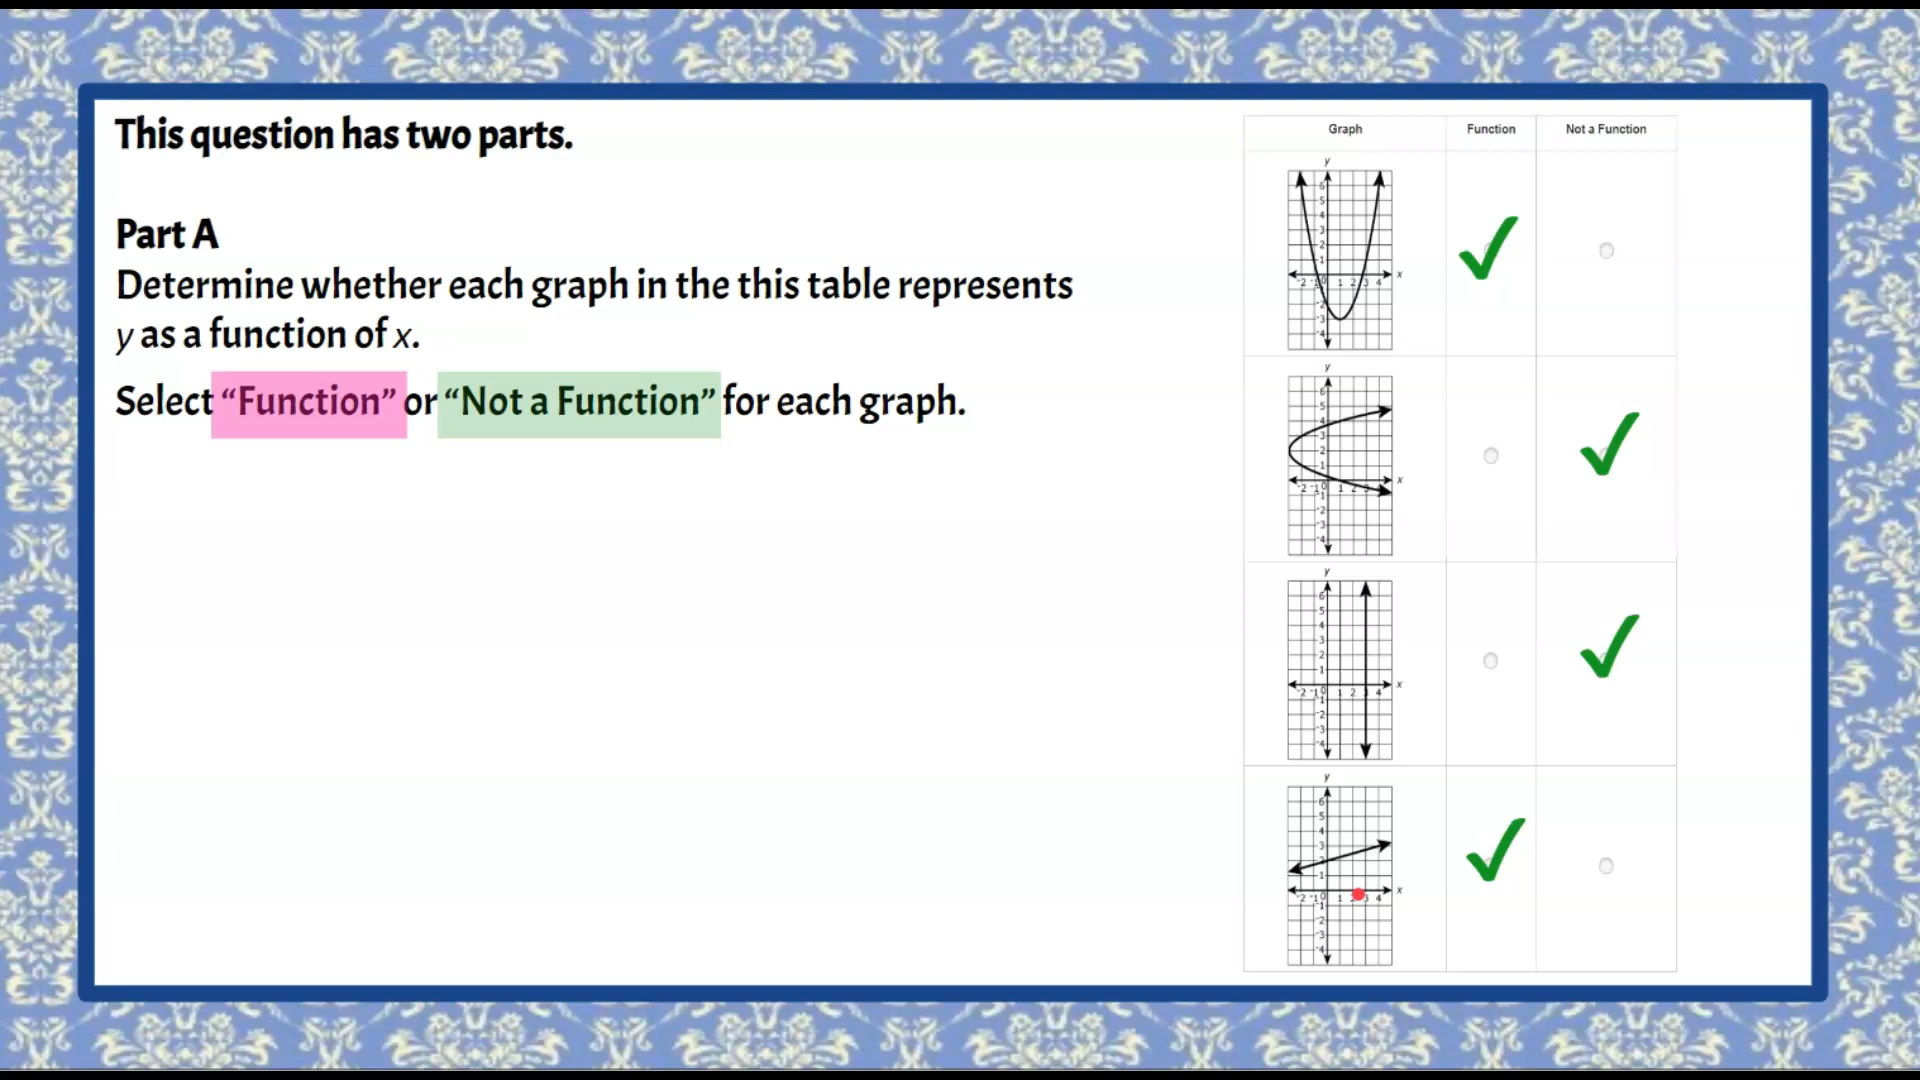 This question has two parts.
Part A
Determine whether each graph in the this table represents
y as a function of x.
Select “Function” or “Not a Function” for each graph.
Graph Function Not a Function
y
x
y
x
y
x
y
x